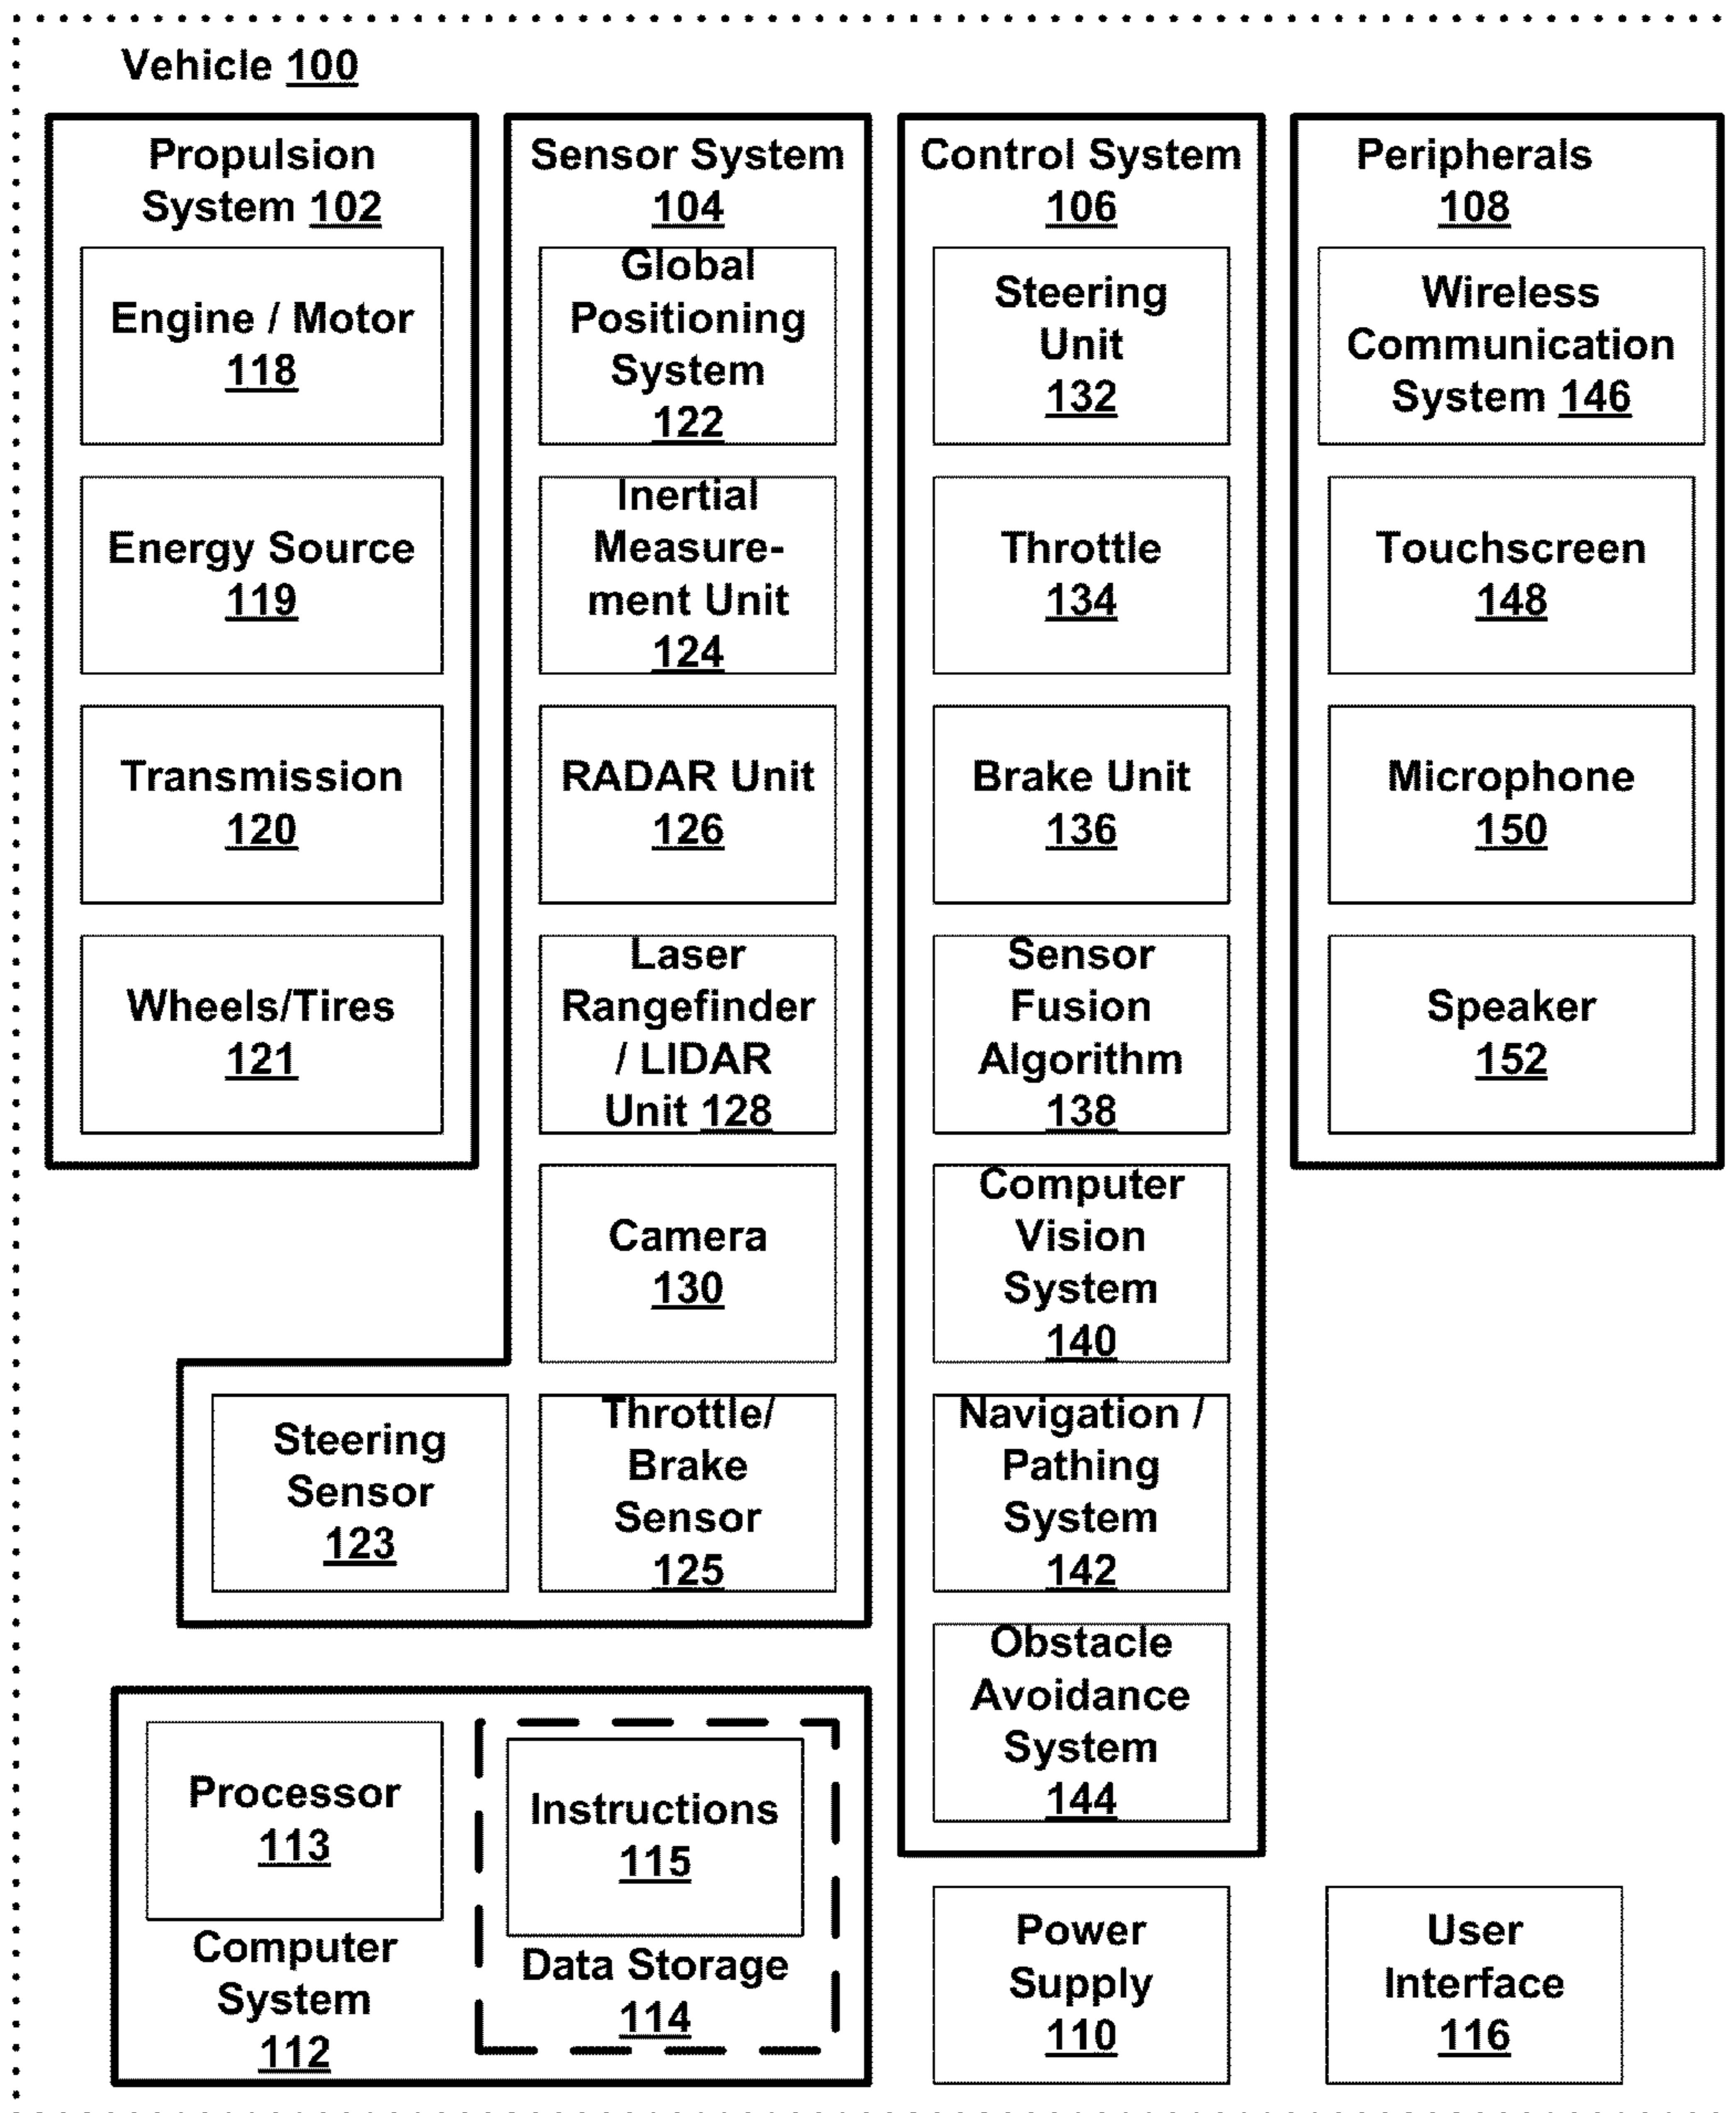 Vehicle 100
Propulsion
System 102
Engine / Motor
118
Energy Source
119
Transmission
120
Wheels/Tires
121
Sensor System
104
Global
Positioning
System
122
Inertial
Measure-
ment Unit
124
RADAR Unit
126
Laser
Rangefinder
/ LIDAR
Unit 128
Camera
130
Steering
Sensor
123
Throttle/
Brake
Sensor
125
Control System
106
Steering
Unit
132
Throttle
134
Brake Unit
136
Sensor
Fusion
Algorithm
138
Computer
Vision
System
140
Navigation /
Pathing
System
142
Obstacle
Avoidance
System
144
Peripherals
108
Wireless
Communication
System 146
Touchscreen
148
Microphone
150
Speaker
152
Processor
113
Computer
System
112
Instructions
115
Data Storage
114
Power
Supply
110
User
Interface
116